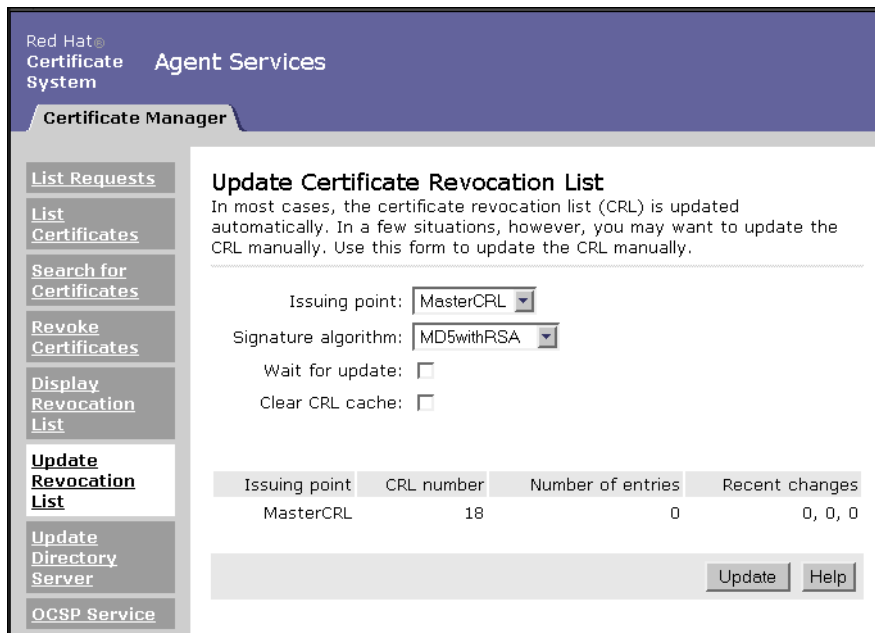 Red Hat®
Certificate
System
Agent Services
Certificate Manager
List Requests
List
Certificates
Search for
Certificates
Revoke
Certificates
Display
Revocation
List
Update
Revocation
List
Update
Directory
Server
OCSP Service
Update Certificate Revocation List
In most cases, the certificate revocation list (CRL) is updated
automatically. In a few situations, however, you may want to update the
CRL manually. Use this form to update the CRL manually.
Issuing point: MasterCRL
Signature algorithm: MD5withRSA
Wait for update:
Clear CRL cache:
Issuing point CRL number Number of entries Recent changes
MasterCRL 18 0 0, 0, 0
Update Help